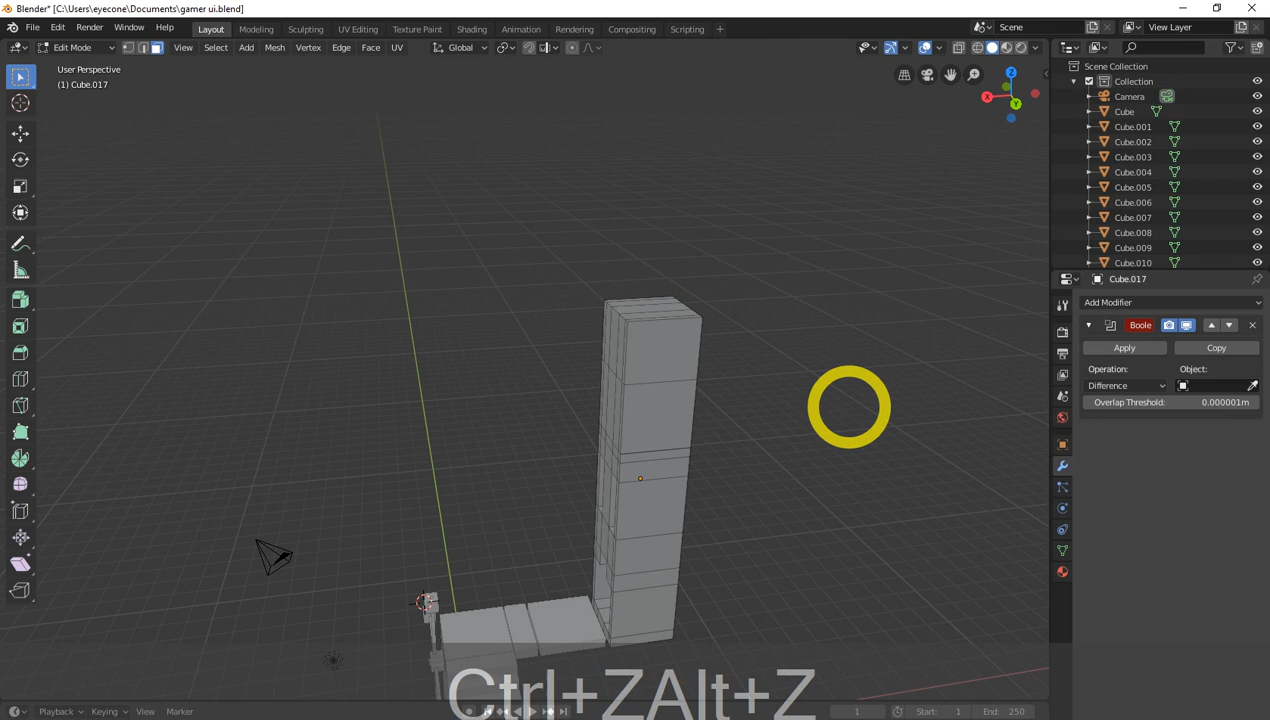 Blender* [C:\Users\eyecone\Documents\gamer ui.blend]
File Edit Render Window Help Layout Modeling Sculpting UV Editing Texture Paint Shading Animation Rendering Compositing Scripting + Scene View Layer
Edit Mode View Select Add Mesh Vertex Edge Face UV Global
User Perspective
(1) Cube.017
Z
X
Y
Scene Collection
Collection
Camera
Cube
Cube.001
Cube.002
Cube.003
Cube.004
Cube.005
Cube.006
Cube.007
Cube.008
Cube.009
Cube.010
Cube.017
Add Modifier
Boole
Apply Copy
Operation: Object:
Difference
Overlap Threshold: 0.000001m
Ctrl+ZAlt+Z
Playback Keying View Marker 1 Start: 1 End: 250